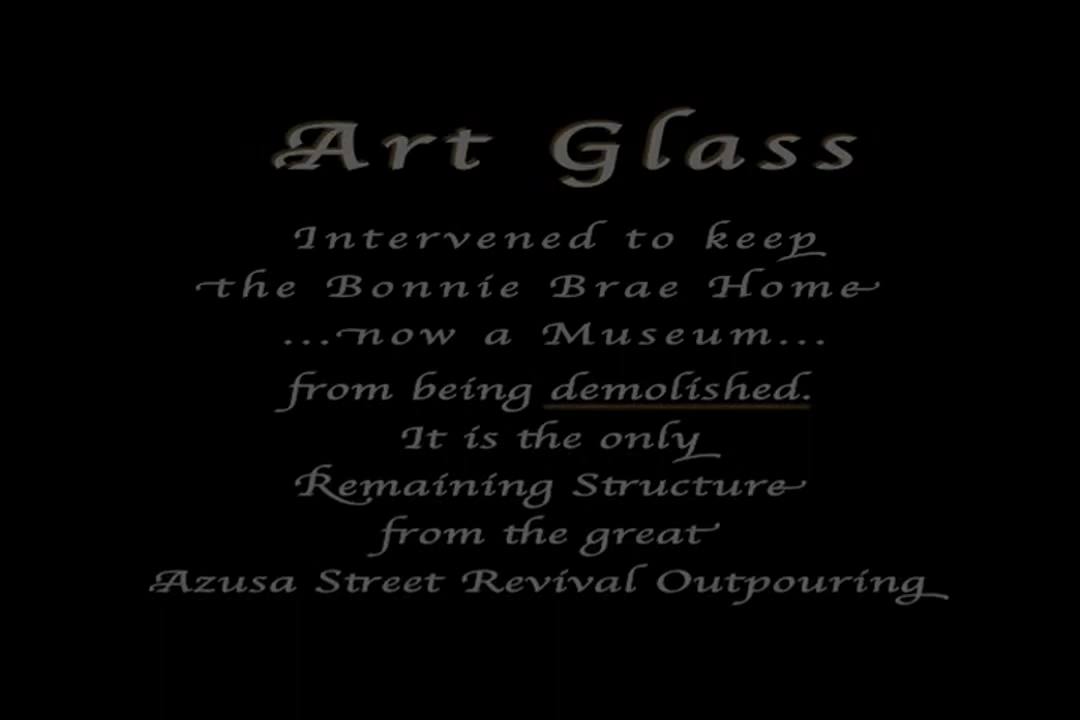 Art Glass
Intervened to keep
the Bonnie Brae Home
...now a Museum...
from being demolished.
It is the only
Remaining Structure
from the great
Azusa Street Revival Outpouring